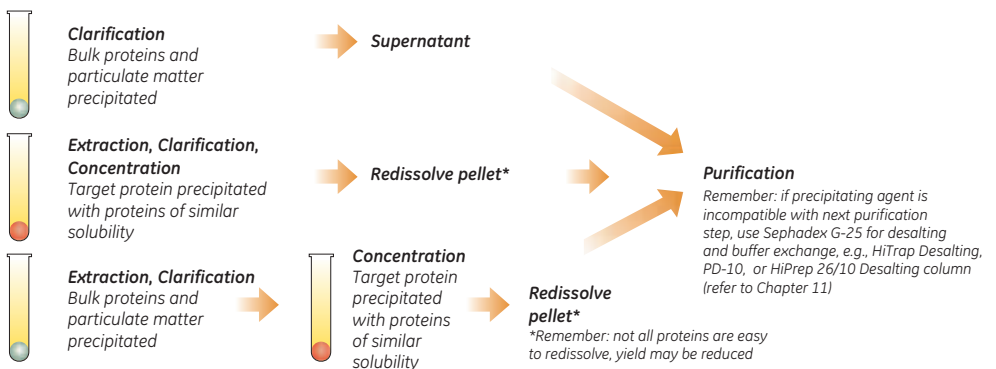 Clarification
Bulk proteins and
particulate matter
precipitated
Supernatant
Extraction, Clarification,
Concentration
Target protein precipitated
with proteins of similar
solubility
Redissolve pellet*
Purification
Remember: if precipitating agent is
incompatible with next purification
step, use Sephadex G-25 for desalting
and buffer exchange, e.g., HiTrap Desalting,
PD-10, or HiPrep 26/10 Desalting column
(refer to Chapter 11)
Extraction, Clarification
Bulk proteins and
particulate matter
precipitated
Concentration
Target protein
precipitated
with proteins
of similar
solubility
Redissolve
pellet*
*Remember: not all proteins are easy
to redissolve, yield may be reduced